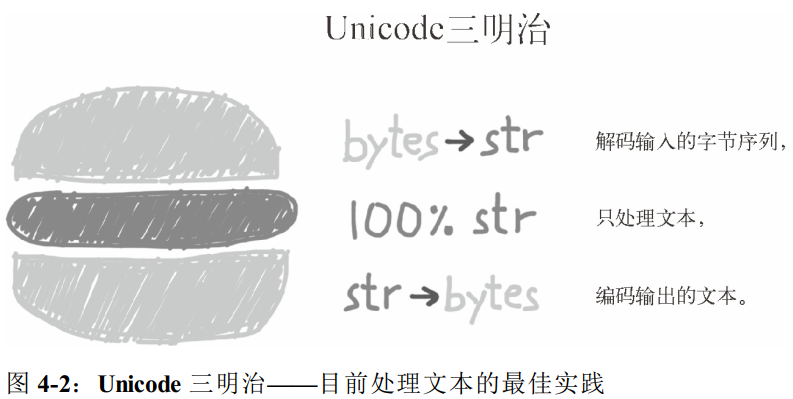 Unicode三明治
bytes→str 解码输入的字节序列，
100% str 只处理文本，
str→bytes 编码输出的文本。
图 4-2：Unicode 三明治——目前处理文本的最佳实践